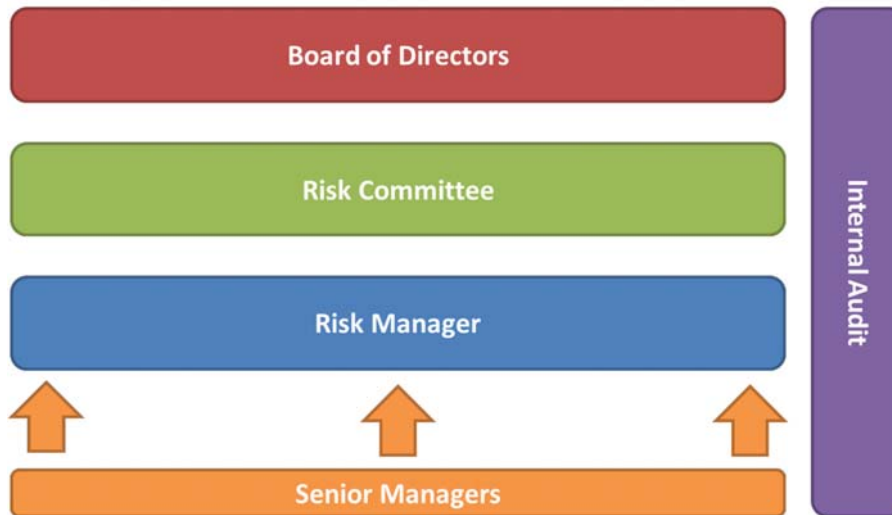 Board of Directors
Risk Committee
Risk Manager
Senior Managers
Internal Audit